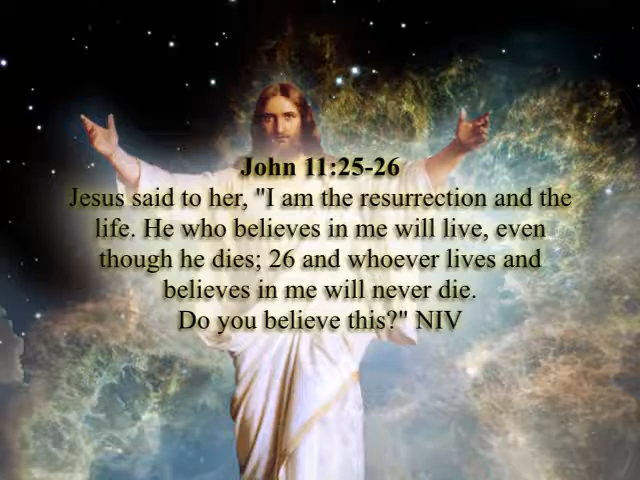 John 11:25-26
Jesus said to her, "I am the resurrection and the
life. He who believes in me will live, even
though he dies; 26 and whoever lives and
believes in me will never die.
Do you believe this?" NIV